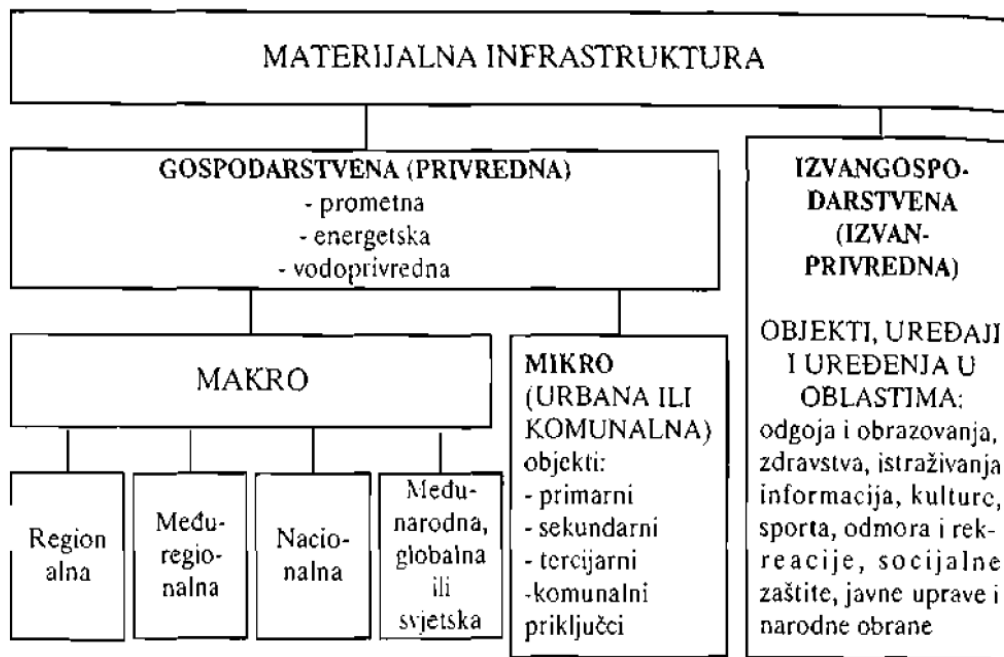 MATERIJALNA INFRASTRUKTURA
GOSPODARSTVENA (PRIVREDNA)
- prometna
- energetska
- vodoprivredna
MAKRO
Region
alna
Među-
regio-
nalna
Nacio-
nalna
Među-
narodna,
globalna
ili
svjetska
MIKRO
(URBANA ILI
KOMUNALNA)
objekti:
- primarni
- sekundarni
- tercijarni
-komunalni
priključci
IZVANGOSPO-
DARSTVENA
(IZVAN-
PRIVREDNA)
OBJEKTI, UREĐAJI
I UREĐENJA U
OBLASTIMA:
odgoja i obrazovanja,
zdravstva, istraživanja
informacija, kulture,
sporta, odmora i rek-
reacije, socijalne
zaštite, javne uprave i
narodne obrane